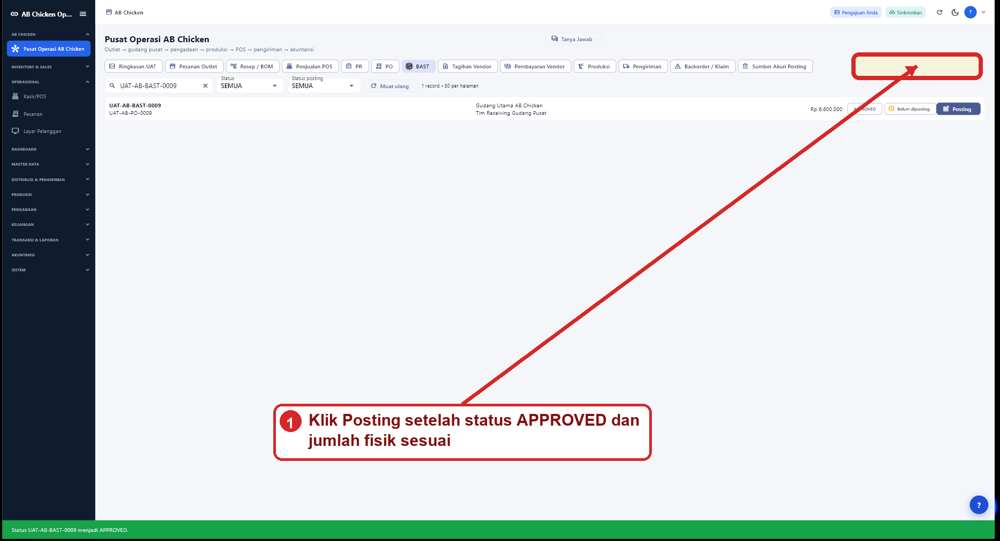 AB Chicken Op...
AB CHICKEN
Pusat Operasi AB Chicken
INVENTORY & SALES
OPERASIONAL
Kasir/POS
Pesanan
Layar Pelanggan
DASHBOARD
MASTER DATA
DISTRIBUSI & PENGIRIMAN
PRODUKSI
PENGADAAN
KEUANGAN
TRANSAKSI & LAPORAN
AKUNTANSI
SISTEM
AB Chicken
Pengajuan Anda
Sinkronkan
?
Pusat Operasi AB Chicken
Outlet → gudang pusat → pengadaan → produksi → POS → pengiriman → akuntansi
Tanya Jawab
Ringkasan UAT
Pesanan Outlet
Resep / BOM
Penjualan POS
PR
PO
BAST
Tagihan Vendor
Pembayaran Vendor
Produksi
Pengiriman
Backorder / Klaim
Sumber Akun Posting
UAT-AB-BAST-0009
Status
SEMUA
Status posting
SEMUA
Muat ulang
1 record • 50 per halaman
UAT-AB-BAST-0009
UAT-AB-PO-0009
Gudang Utama AB Chicken
Tim Receiving Gudang Pusat
Rp 6.600.000
APPROVED
Belum diposting
Posting
1
Klik Posting setelah status APPROVED dan
jumlah fisik sesuai
?
Status UAT-AB-BAST-0009 menjadi APPROVED.